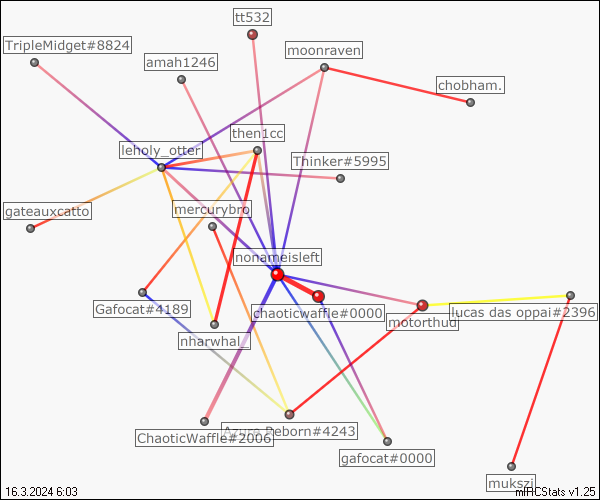 tt532
TripleMidget#8824
moonraven
amah1246
chobham.
then1cc
leholy_otter
Thinker#5995
gateauxcatto
mercurybro
nonameisleft
Gafocat#4189
chaoticwaffle#0000
lucas das oppai#2396
motorthud
nharwhal_
Azure Reborn#4243
ChaoticWaffle#2006
gafocat#0000
mukszi
16.3.2024 6:03
mIRCStats v1.25